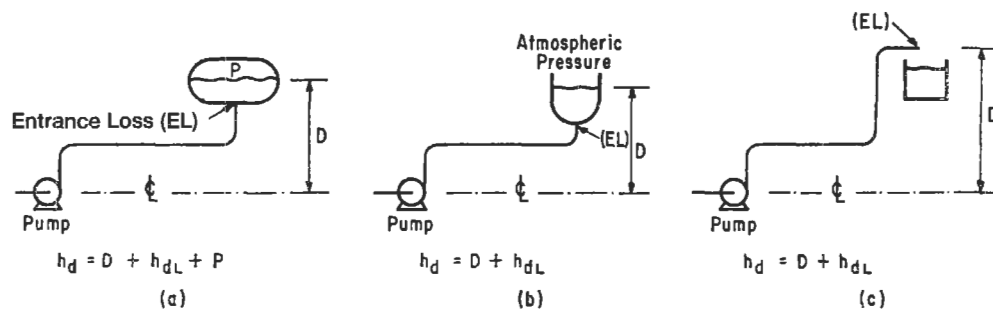 P
Entrance Loss (EL)
D
℄
Pump
h_d = D + h_dL + P
(a)
Atmospheric
Pressure
(EL)
D
℄
Pump
h_d = D + h_dL
(b)
(EL)
D
℄
Pump
h_d = D + h_dL
(c)